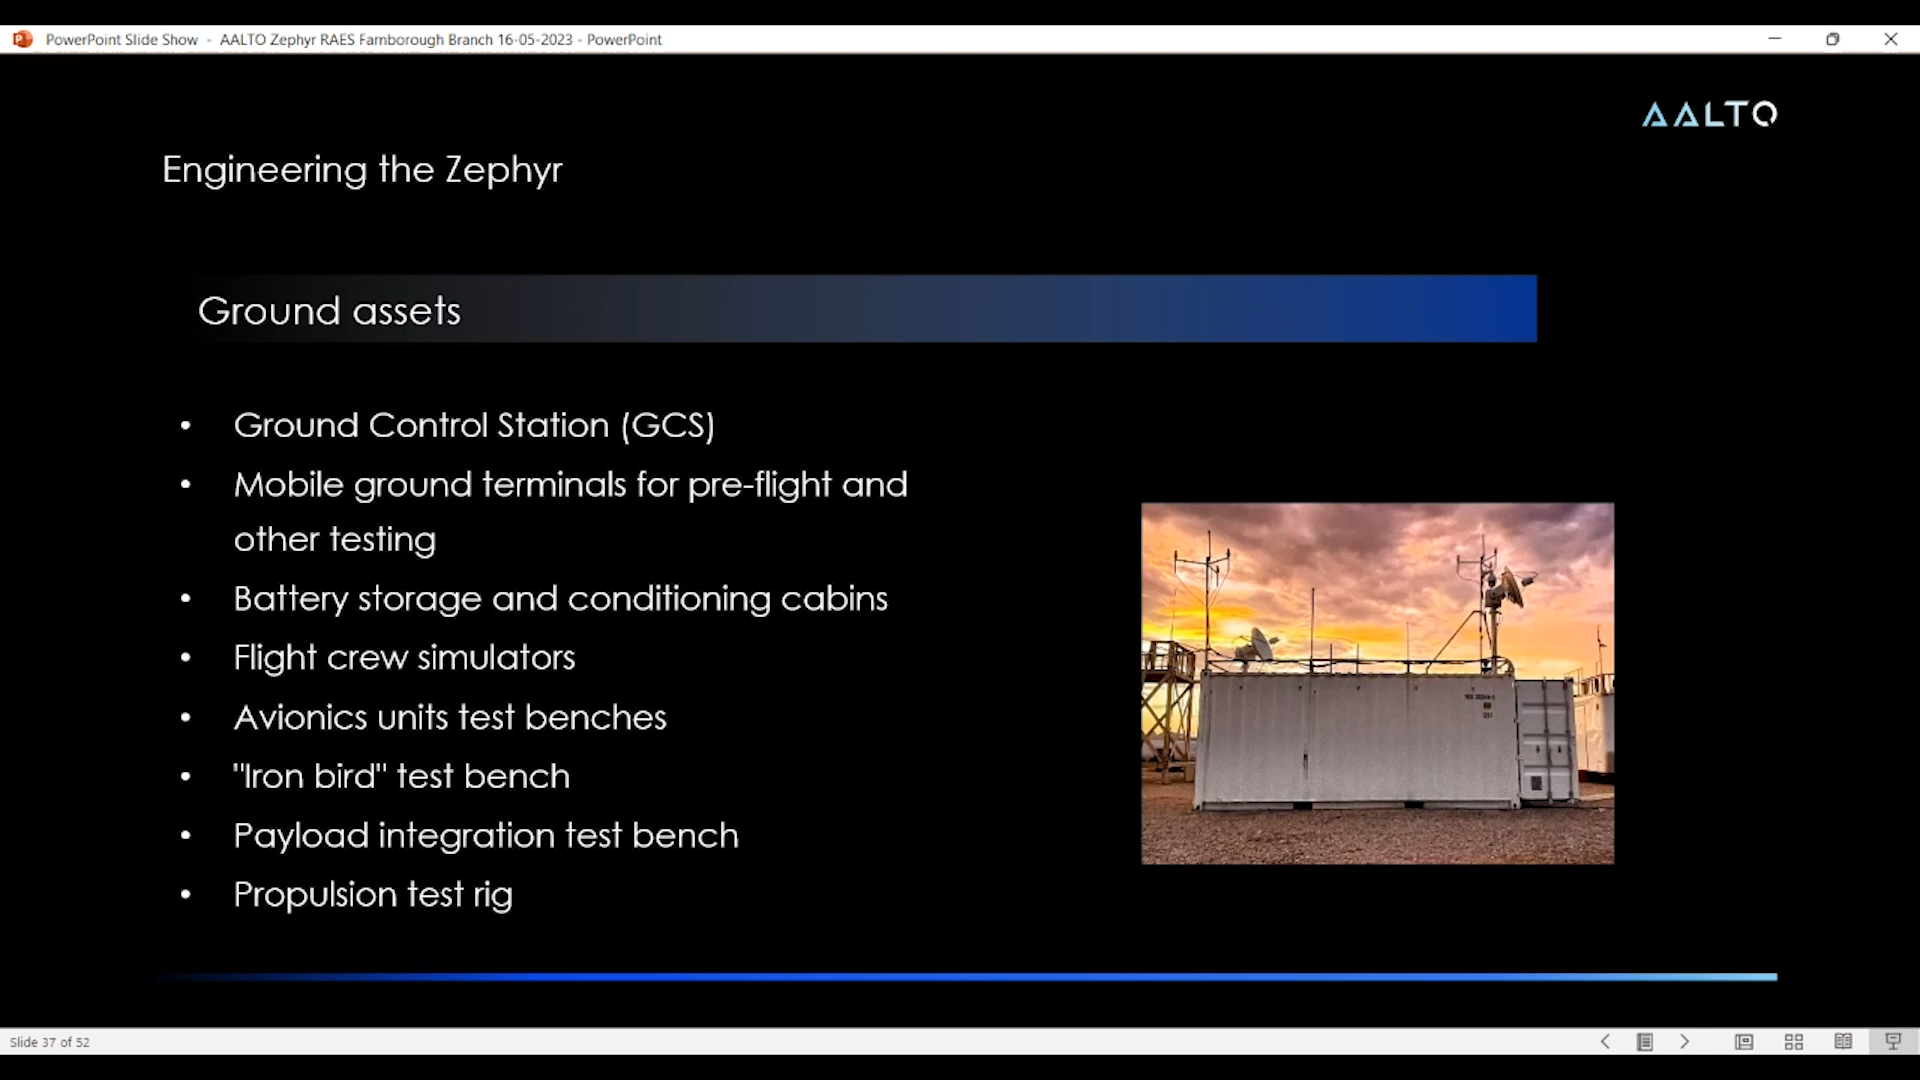 PowerPoint Slide Show - AALTO Zephyr RAES Farnborough Branch 16-05-2023 - PowerPoint
AALTO
Engineering the Zephyr
Ground assets
• Ground Control Station (GCS)
• Mobile ground terminals for pre-flight and
other testing
• Battery storage and conditioning cabins
• Flight crew simulators
• Avionics units test benches
• "Iron bird" test bench
• Payload integration test bench
• Propulsion test rig
Slide 37 of 52